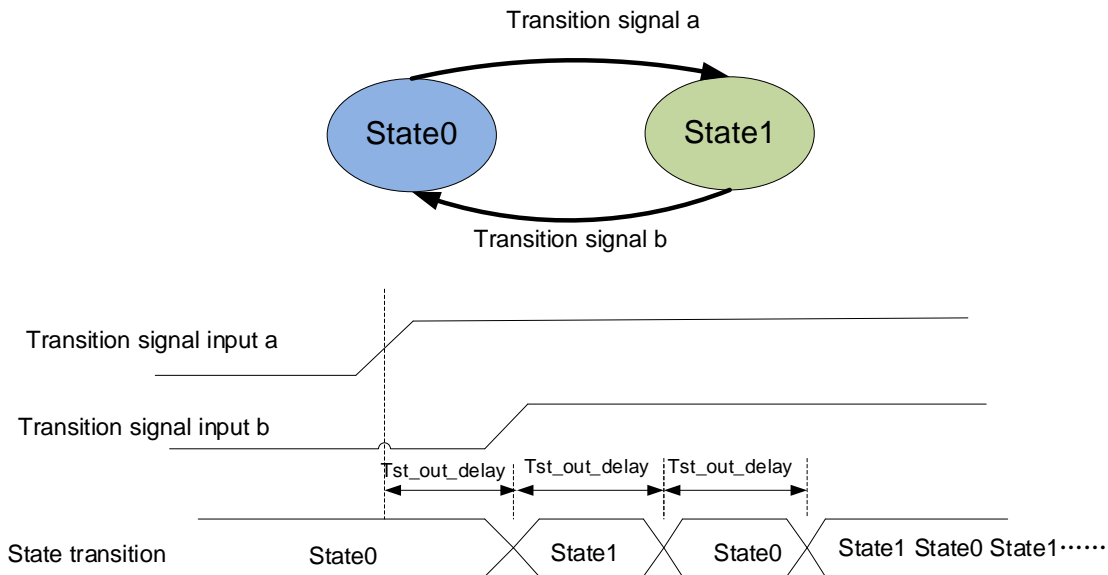 Transition signal a
State0
State1
Transition signal b
Transition signal input a
Transition signal input b
Tst_out_delay Tst_out_delay Tst_out_delay
State transition State0 State1 State0 State1 State0 State1⋯⋯